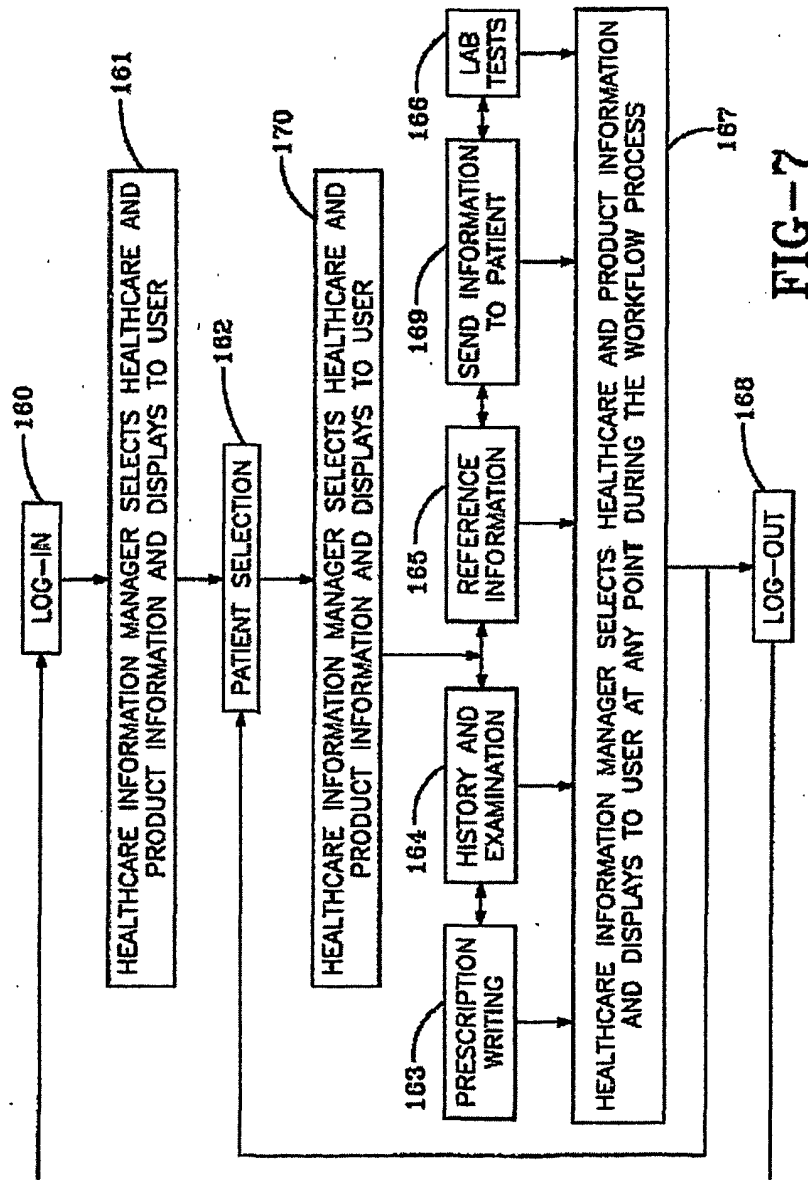 160
LOG-IN
161
HEALTHCARE INFORMATION MANAGER SELECTS HEALTHCARE AND
PRODUCT INFORMATION AND DISPLAYS TO USER
162
PATIENT SELECTION
170
HEALTHCARE INFORMATION MANAGER SELECTS HEALTHCARE AND
PRODUCT INFORMATION AND DISPLAYS TO USER
163
PRESCRIPTION
WRITING
164
HISTORY AND
EXAMINATION
165
REFERENCE
INFORMATION
169
SEND INFORMATION
TO PATIENT
166
LAB
TESTS
HEALTHCARE INFORMATION MANAGER SELECTS HEALTHCARE AND PRODUCT INFORMATION
AND DISPLAYS TO USER AT ANY POINT DURING THE WORKFLOW PROCESS
167
168
LOG-OUT
FIG-7